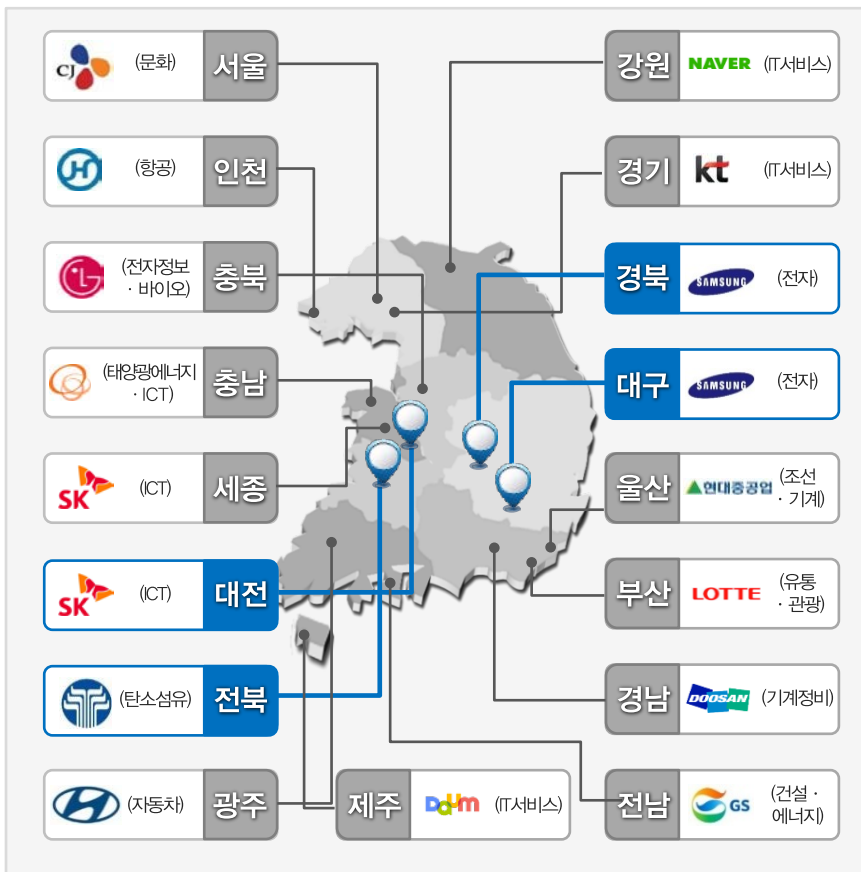 CJ (문화) 서울
(항공) 인천
LG (전자정보
· 바이오) 충북
(태양광에너지
· ICT) 충남
SK (ICT) 세종
SK (ICT) 대전
(탄소섬유) 전북
(자동차) 광주
제주 Daum (IT서비스)
강원 NAVER (IT서비스)
경기 kt (IT서비스)
경북 SAMSUNG (전자)
대구 SAMSUNG (전자)
울산 현대중공업 (조선
· 기계)
부산 LOTTE (유통
· 관광)
경남 DOOSAN (기계정비)
전남 GS (건설 ·
에너지)